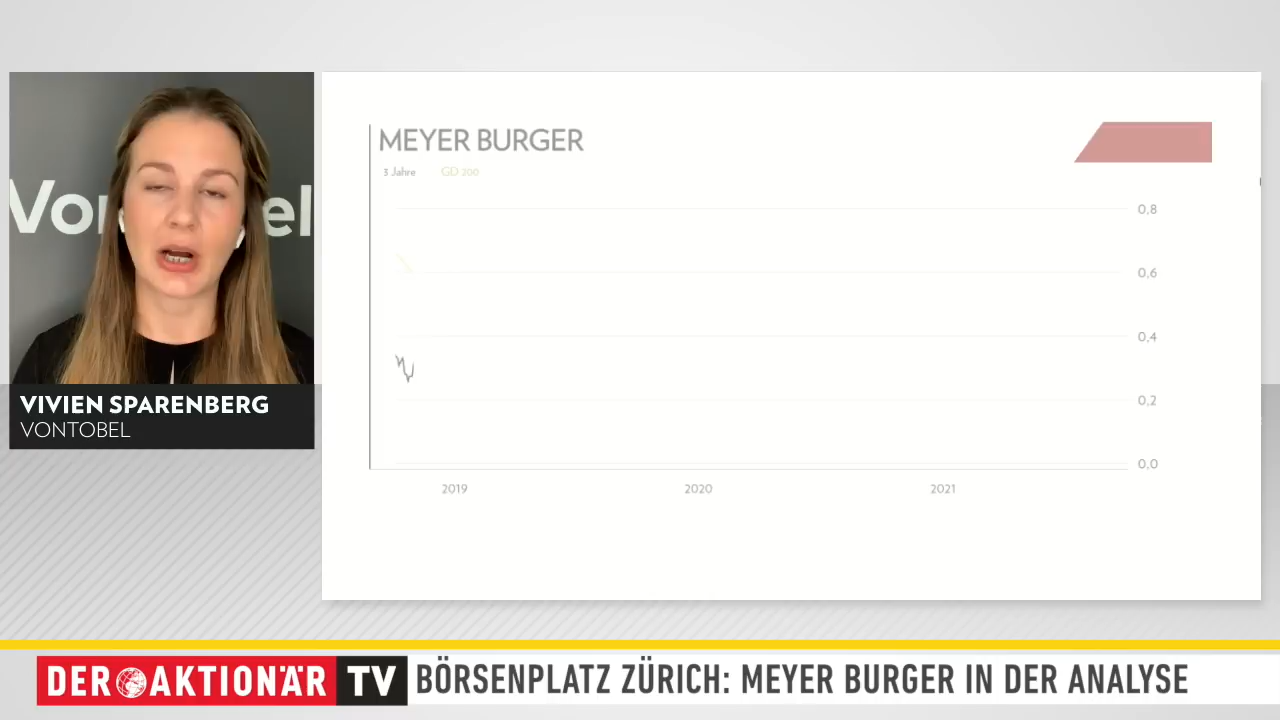 Vontobel
MEYER BURGER
3 Jahre GD 200
0,8
0,6
0,4
0,2
0,0
2019 2020 2021
VIVIEN SPARENBERG
VONTOBEL
DER AKTIONÄR TV
BÖRSENPLATZ ZÜRICH: MEYER BURGER IN DER ANALYSE